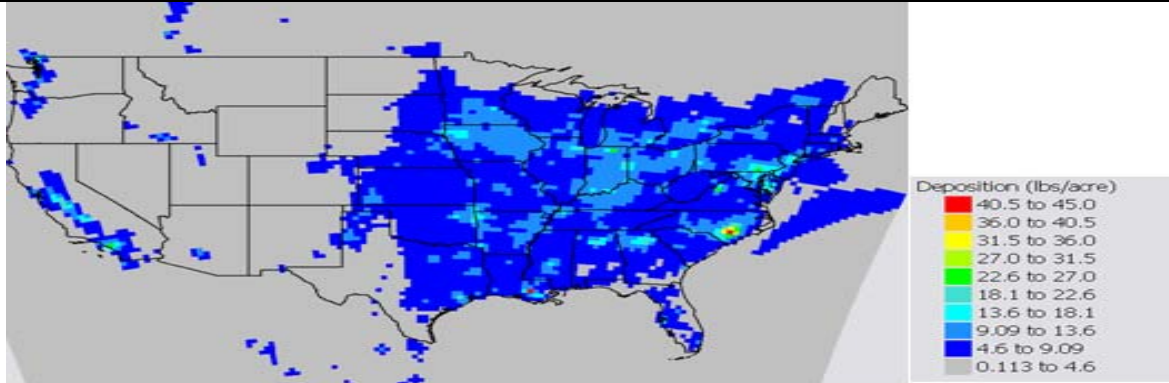 Deposition (lbs/acre)
40.5 to 45.0
36.0 to 40.5
31.5 to 36.0
27.0 to 31.5
22.6 to 27.0
18.1 to 22.6
13.6 to 18.1
9.09 to 13.6
4.6 to 9.09
0.113 to 4.6